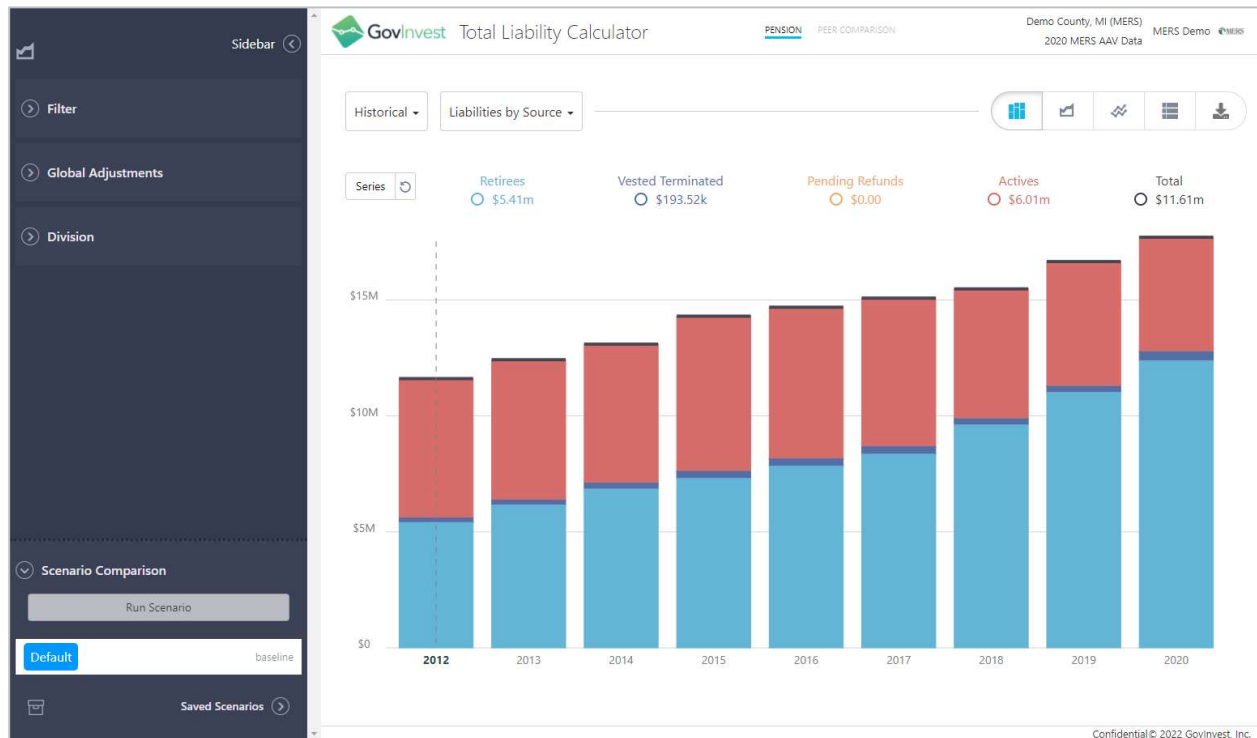 Sidebar
Filter
Global Adjustments
Division
Scenario Comparison
Run Scenario
Default baseline
Saved Scenarios
GovInvest Total Liability Calculator
PENSION PEER COMPARISON
Demo County, MI (MERS)
2020 MERS AAV Data
MERS Demo
MERS
Historical Liabilities by Source
Series
Retirees
$5.41m
Vested Terminated
$193.52k
Pending Refunds
$0.00
Actives
$6.01m
Total
$11.61m
$15M
$10M
$5M
$0
2012 2013 2014 2015 2016 2017 2018 2019 2020
Confidential© 2022 GovInvest, Inc.